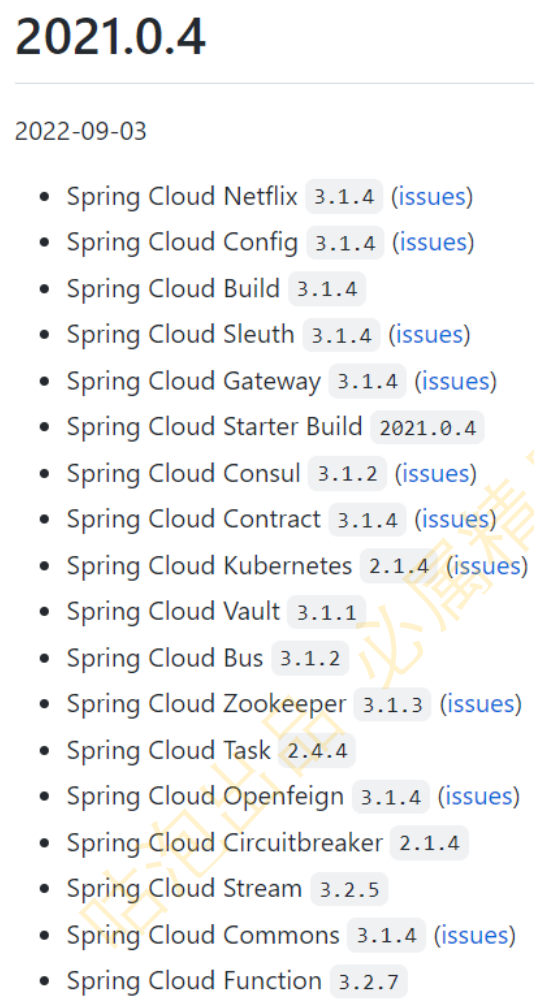 2021.0.4
2022-09-03
Spring Cloud Netflix 3.1.4 (issues)
Spring Cloud Config 3.1.4 (issues)
Spring Cloud Build 3.1.4
Spring Cloud Sleuth 3.1.4 (issues)
Spring Cloud Gateway 3.1.4 (issues)
Spring Cloud Starter Build 2021.0.4
Spring Cloud Consul 3.1.2 (issues)
Spring Cloud Contract 3.1.4 (issues)
Spring Cloud Kubernetes 2.1.4 (issues)
Spring Cloud Vault 3.1.1
Spring Cloud Bus 3.1.2
Spring Cloud Zookeeper 3.1.3 (issues)
Spring Cloud Task 2.4.4
Spring Cloud Openfeign 3.1.4 (issues)
Spring Cloud Circuitbreaker 2.1.4
Spring Cloud Stream 3.2.5
Spring Cloud Commons 3.1.4 (issues)
Spring Cloud Function 3.2.7
咕泡出品 必属精